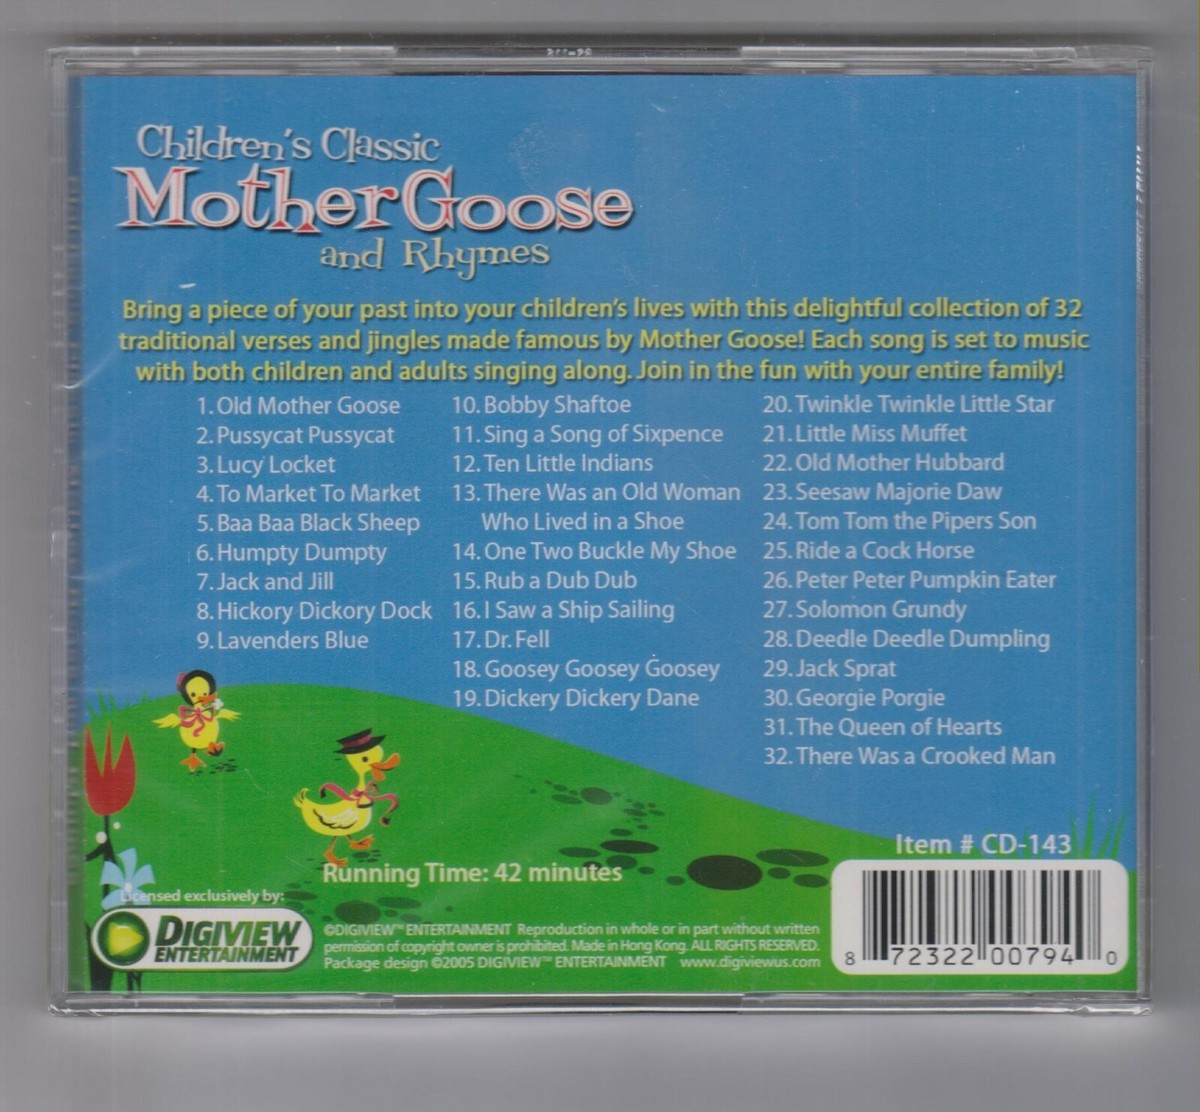 Children's Classic
Mother Goose
and Rhymes
Bring a piece of your past into your children's lives with this delightful collection of 32
traditional verses and jingles made famous by Mother Goose! Each song is set to music
with both children and adults singing along. Join in the fun with your entire family!
1. Old Mother Goose
2. Pussycat Pussycat
3. Lucy Locket
4. To Market To Market
5. Baa Baa Black Sheep
6. Humpty Dumpty
7. Jack and Jill
8. Hickory Dickory Dock
9. Lavenders Blue
10. Bobby Shaftoe
11. Sing a Song of Sixpence
12. Ten Little Indians
13. There Was an Old Woman
Who Lived in a Shoe
14. One Two Buckle My Shoe
15. Rub a Dub Dub
16. I Saw a Ship Sailing
17. Dr. Fell
18. Goosey Goosey Goosey
19. Dickery Dickery Dane
20. Twinkle Twinkle Little Star
21. Little Miss Muffet
22. Old Mother Hubbard
23. Seesaw Majorie Daw
24. Tom Tom the Pipers Son
25. Ride a Cock Horse
26. Peter Peter Pumpkin Eater
27. Solomon Grundy
28. Deedle Deedle Dumpling
29. Jack Sprat
30. Georgie Porgie
31. The Queen of Hearts
32. There Was a Crooked Man
Running Time: 42 minutes
Item # CD-143
Licensed exclusively by:
DIGIVIEW
ENTERTAINMENT
©DIGIVIEW™ ENTERTAINMENT Reproduction in whole or in part without written
permission of copyright owner is prohibited. Made in Hong Kong. ALL RIGHTS RESERVED.
Package design ©2005 DIGIVIEW™ ENTERTAINMENT www.digiviewus.com
8 72322 00794 0